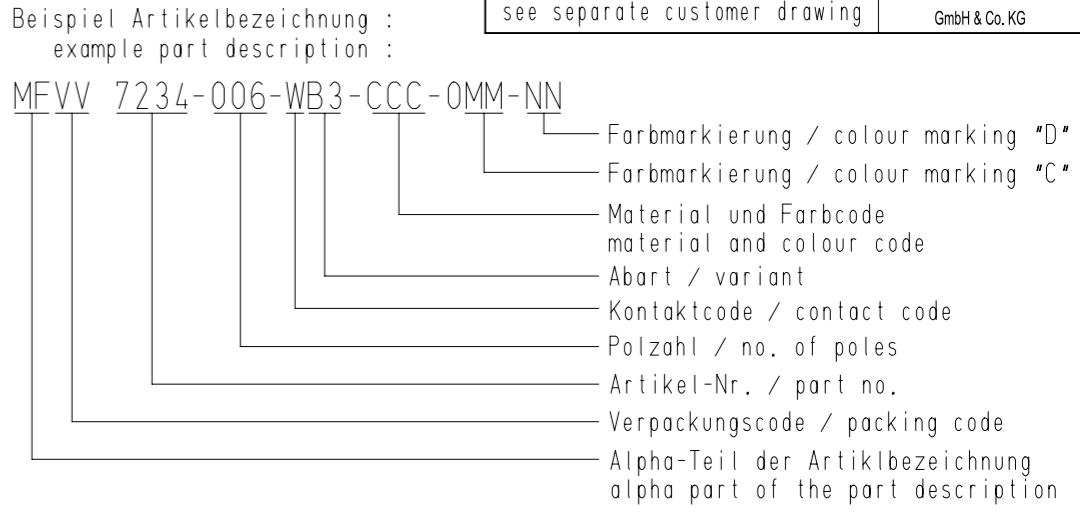 Beispiel Artikelbezeichnung :
example part description :
see separate customer drawing
GmbH & Co. KG
MFVV 7234-006-WB3-CCC-0MM-NN
Farbmarkierung / colour marking "D"
Farbmarkierung / colour marking "C"
Material und Farbcode
material and colour code
Abart / variant
Kontaktcode / contact code
Polzahl / no. of poles
Artikel-Nr. / part no.
Verpackungscode / packing code
Alpha-Teil der Artiklbezeichnung
alpha part of the part description